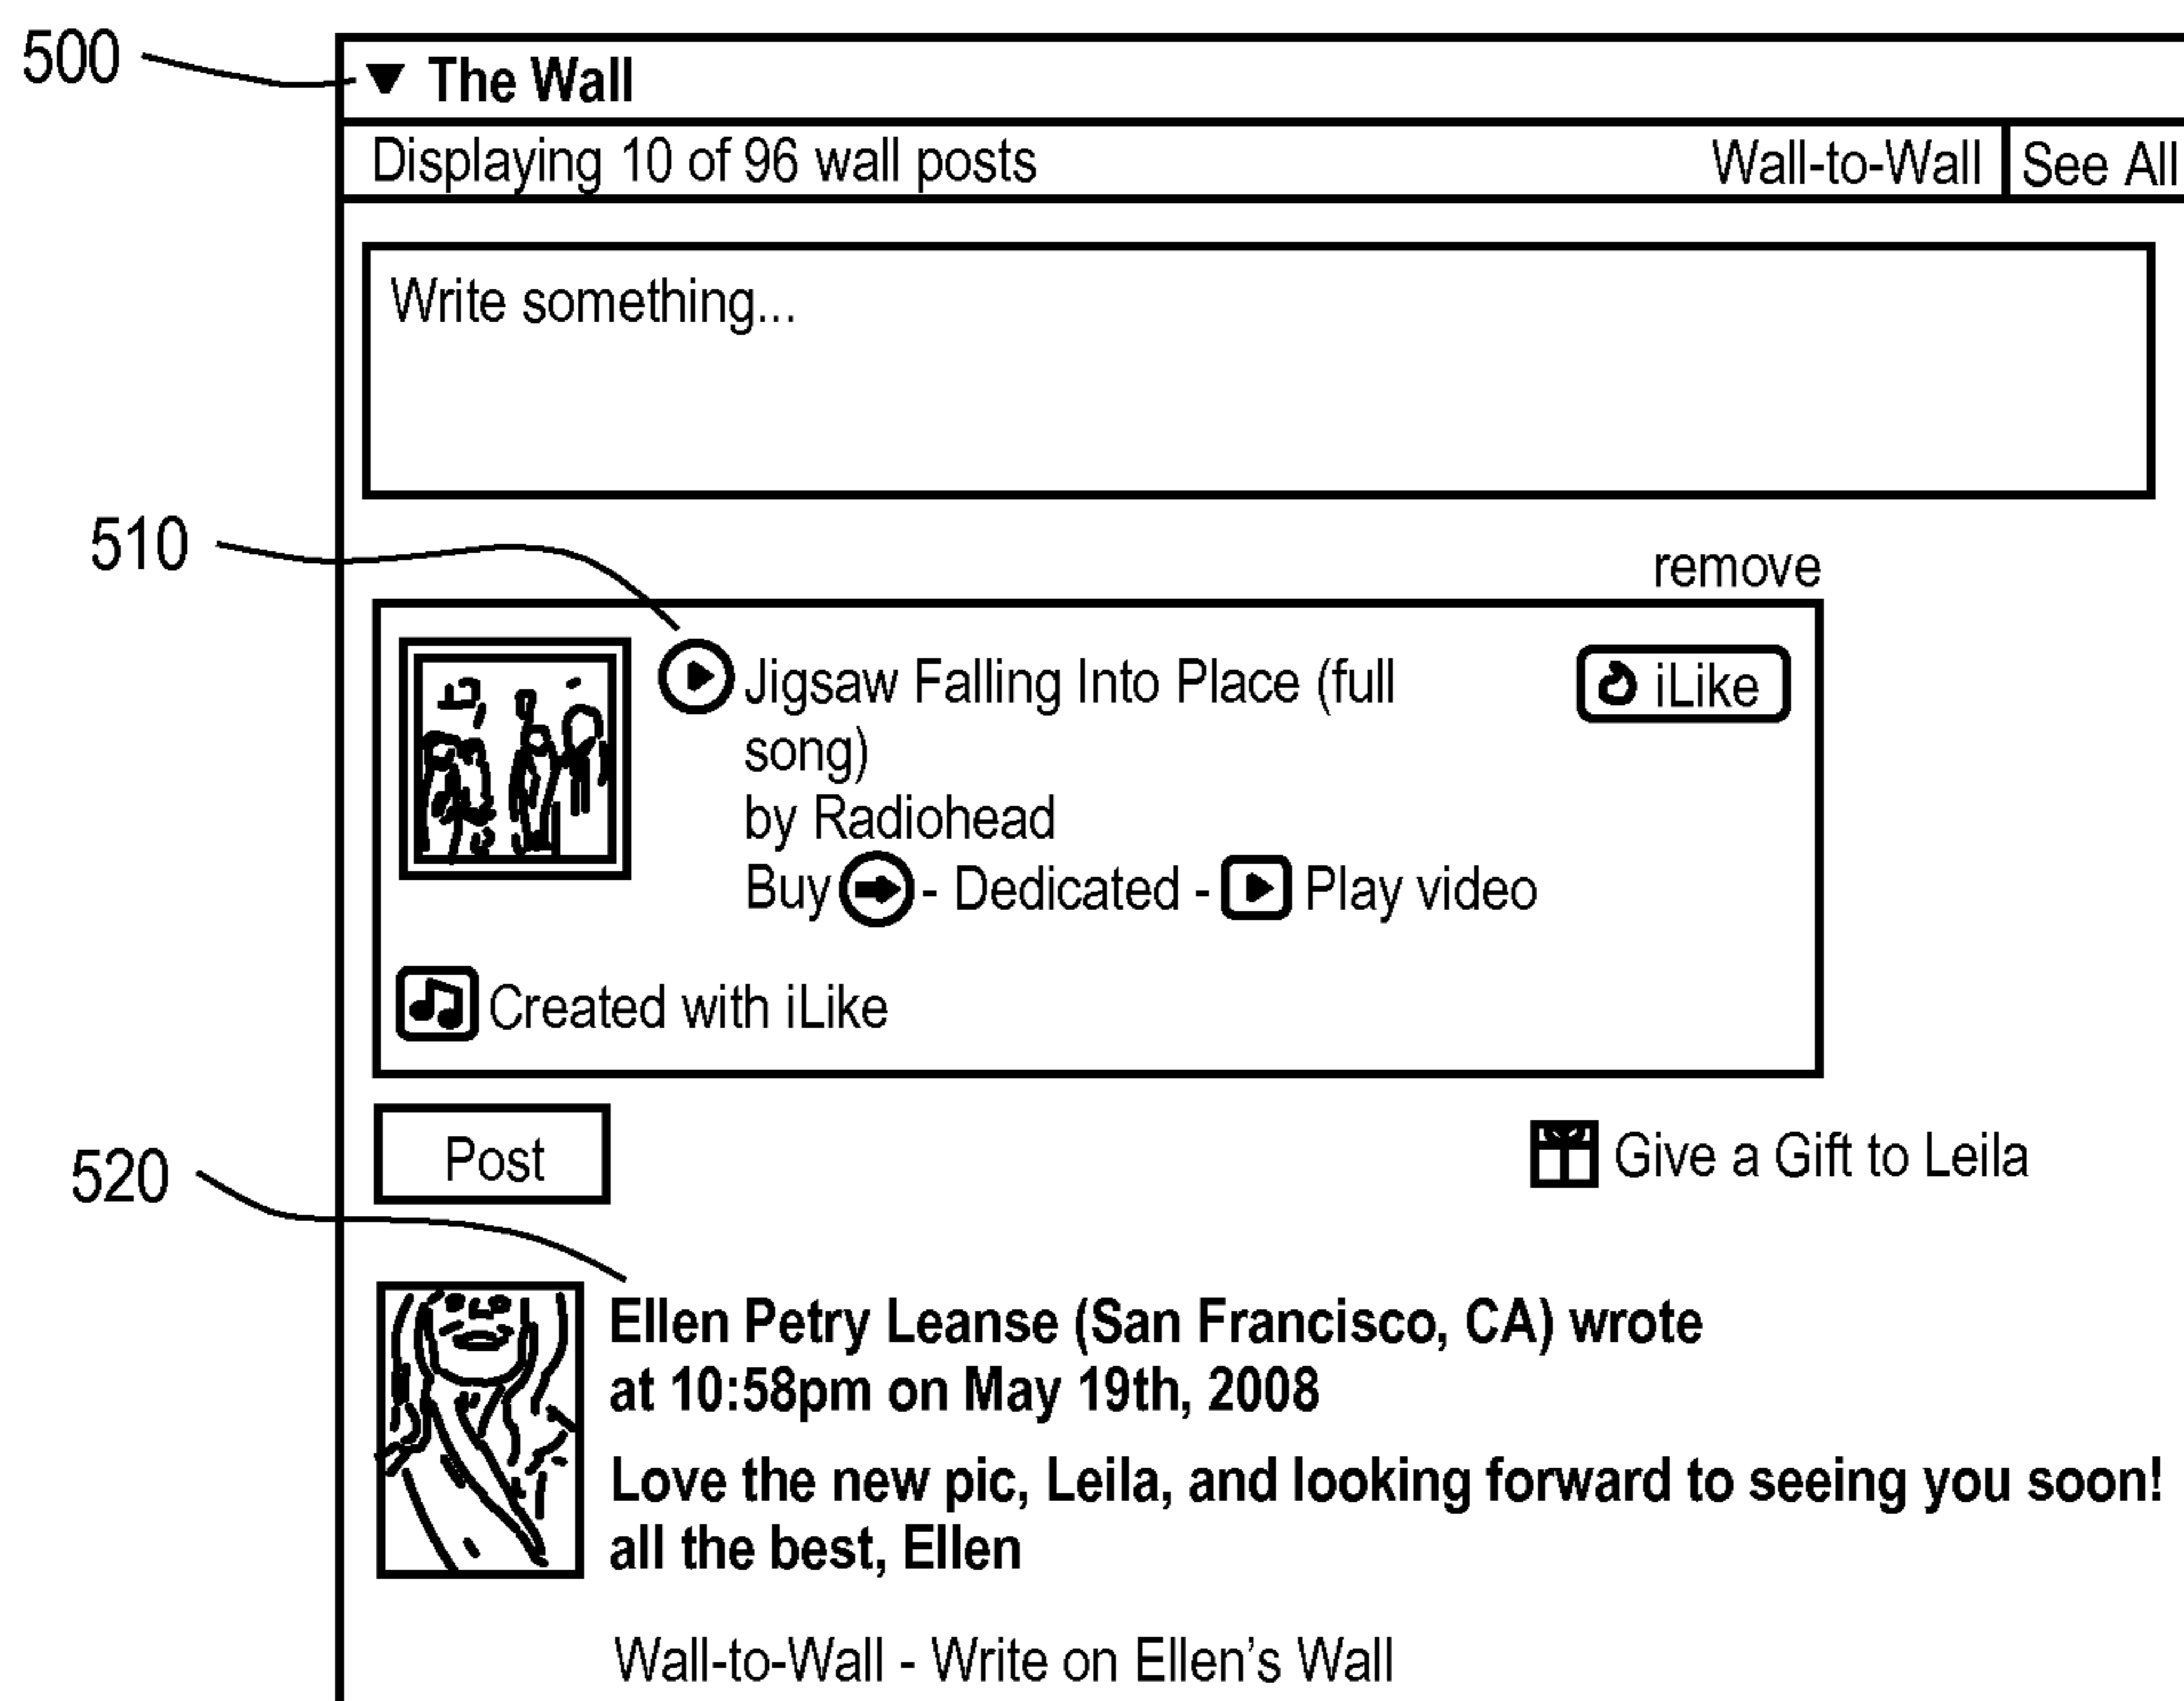 500
The Wall
Displaying 10 of 96 wall posts Wall-to-Wall See All
Write something...
510
remove
Jigsaw Falling Into Place (full iLike
song)
by Radiohead
Buy - Dedicated - Play video
Created with iLike
Post Give a Gift to Leila
520
Ellen Petry Leanse (San Francisco, CA) wrote
at 10:58pm on May 19th, 2008
Love the new pic, Leila, and looking forward to seeing you soon!
all the best, Ellen
Wall-to-Wall - Write on Ellen's Wall